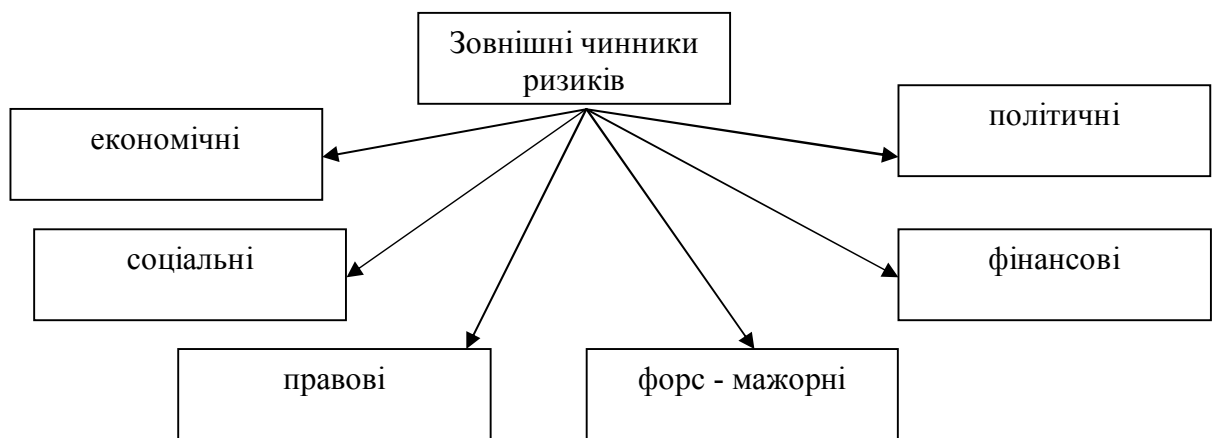 Зовнішні чинники
ризиків
економічні
політичні
соціальні
фінансові
правові
форс - мажорні